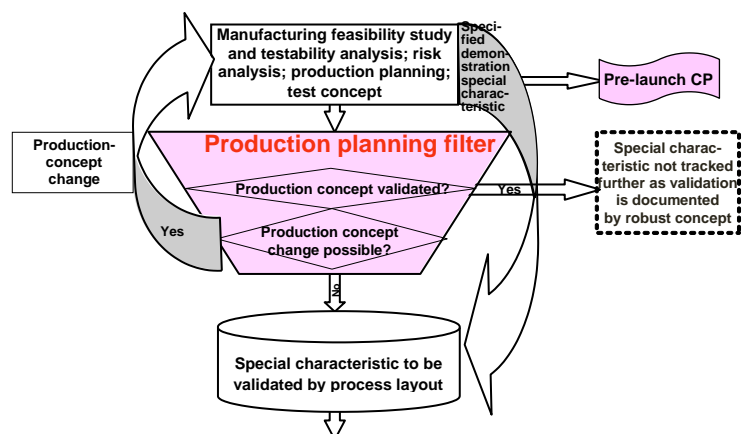 Manufacturing feasibility study
and testability analysis; risk
analysis; production planning;
test concept
Speci-
fied
demon-
stration
special
charac-
teristic
Pre-launch CP
Production-
concept
change
Production planning filter
Production concept validated?
Yes
Special charac-
teristic not tracked
further as validation
is documented
by robust concept
Yes
Production concept
change possible?
No
Special characteristic to be
validated by process layout